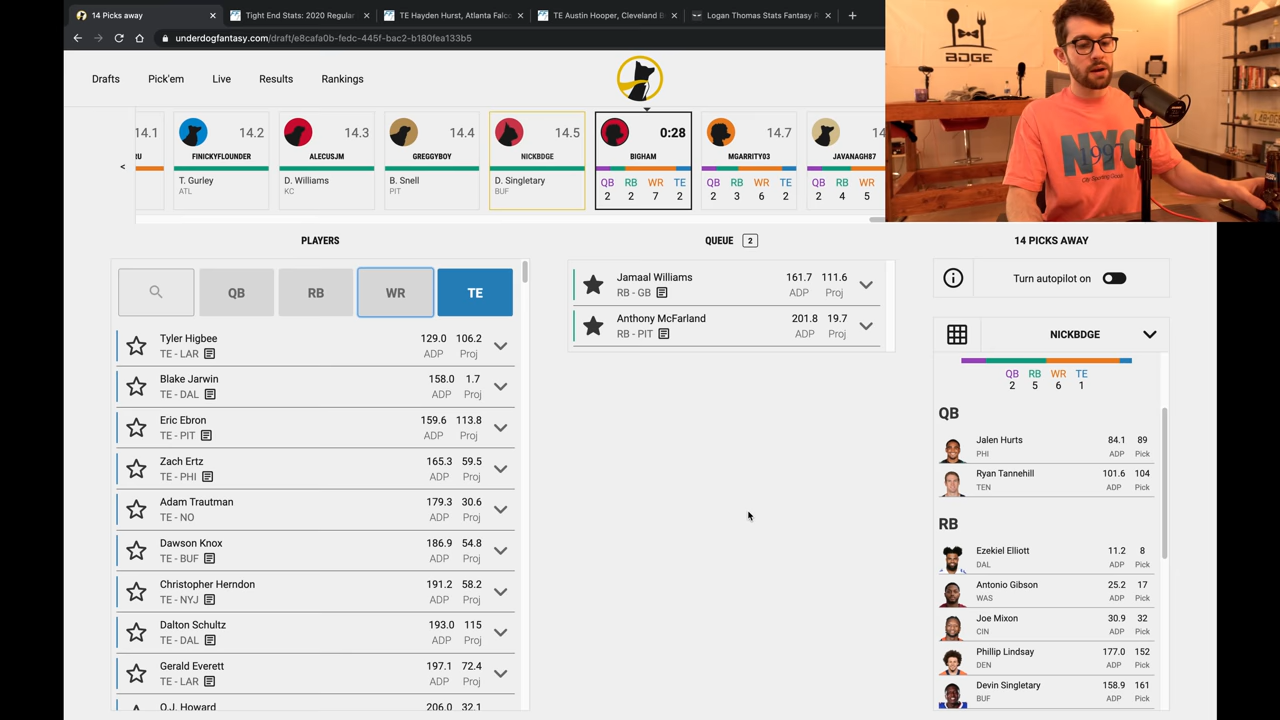 14 Picks away
Tight End Stats: 2020 Regular
TE Hayden Hurst, Atlanta Falc
TE Austin Hooper, Cleveland B
Logan Thomas Stats Fantasy
underdogfantasy.com/draft/e8cafa0b-fedc-445f-bac2-b180fea133b5
Drafts Pick'em Live Results Rankings
BDGE
NYC
1997
City Sporting Goods
14.1 14.2 14.3 14.4 14.5 0:28 14.7 14
RU FINICKYFLOUNDER ALECUSJM GREGGYBOY NICKBDGE BIGHAM MGARRITY03 JAVANAGH87
T. Gurley D. Williams B. Snell D. Singletary QB RB WR TE QB RB WR TE QB RB WR
ATL KC PIT BUF 2 2 7 2 2 3 6 2 2 4 5
PLAYERS
QB RB WR TE
Tyler Higbee 129.0 106.2
TE - LAR ADP Proj
Blake Jarwin 158.0 1.7
TE - DAL ADP Proj
Eric Ebron 159.6 113.8
TE - PIT ADP Proj
Zach Ertz 165.3 59.5
TE - PHI ADP Proj
Adam Trautman 179.3 30.6
TE - NO ADP Proj
Dawson Knox 186.9 54.8
TE - BUF ADP Proj
Christopher Herndon 191.2 58.2
TE - NYJ ADP Proj
Dalton Schultz 193.0 115
TE - DAL ADP Proj
Gerald Everett 197.1 72.4
TE - LAR ADP Proj
O.J. Howard 206.0 32.1
QUEUE 2
Jamaal Williams 161.7 111.6
RB - GB ADP Proj
Anthony McFarland 201.8 19.7
RB - PIT ADP Proj
14 PICKS AWAY
Turn autopilot on
NICKBDGE
QB RB WR TE
2 5 6 1
QB
Jalen Hurts 84.1 89
PHI ADP Pick
Ryan Tannehill 101.6 104
TEN ADP Pick
RB
Ezekiel Elliott 11.2 8
DAL ADP Pick
Antonio Gibson 25.2 17
WAS ADP Pick
Joe Mixon 30.9 32
CIN ADP Pick
Phillip Lindsay 177.0 152
DEN ADP Pick
Devin Singletary 158.9 161
BUF ADP Pick